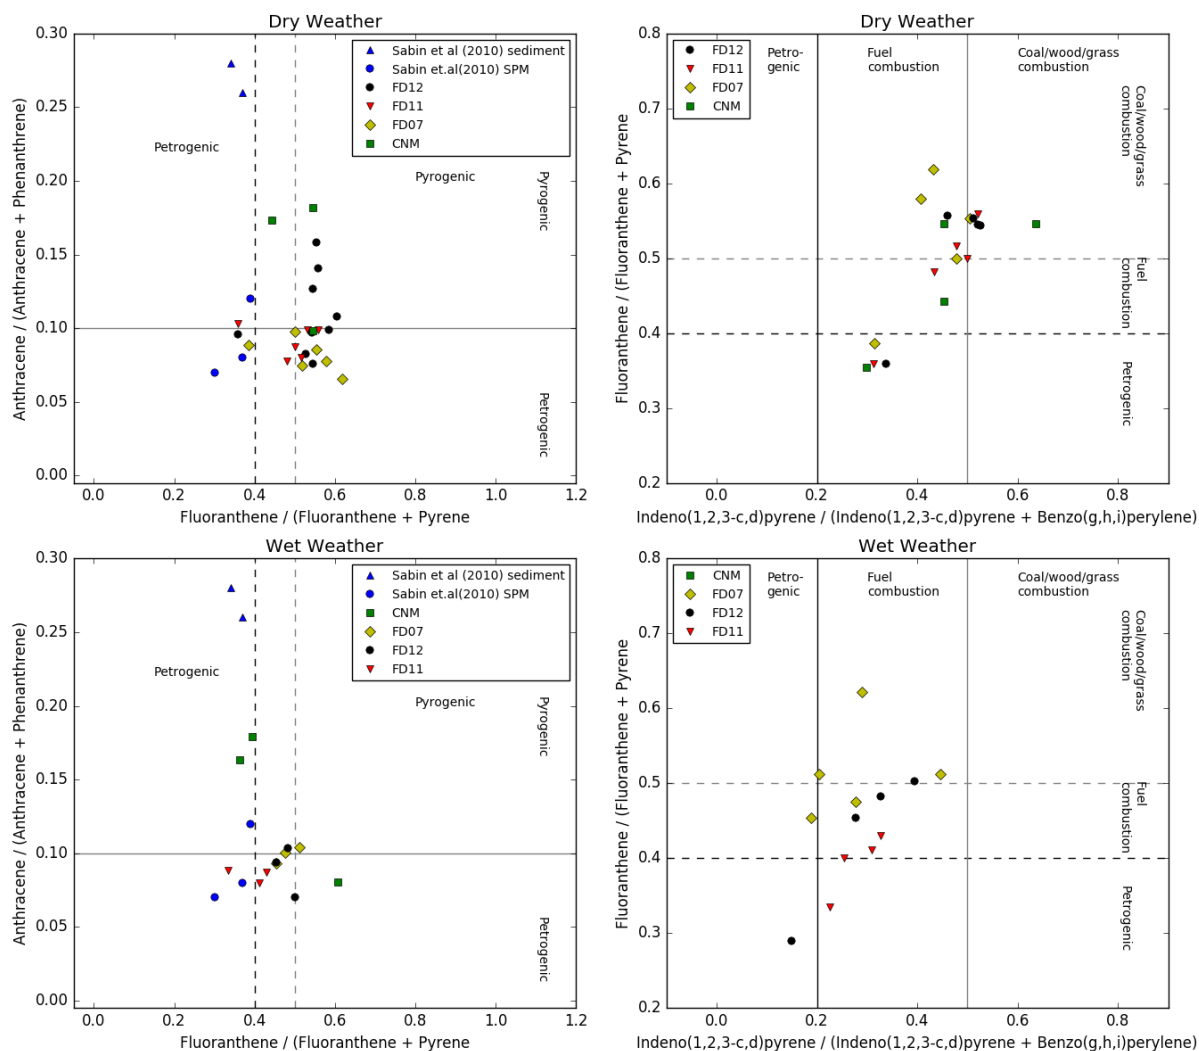 Dry Weather
0.30
0.25
0.20
0.15
0.10
0.05
0.00
Anthracene / (Anthracene + Phenanthrene)
Sabin et al (2010) sediment
Sabin et.al(2010) SPM
FD12
FD11
FD07
CNM
Petrogenic
Pyrogenic
Pyrogenic
Petrogenic
0.0 0.2 0.4 0.6 0.8 1.0 1.2
Fluoranthene / (Fluoranthene + Pyrene
Dry Weather
0.8
0.7
0.6
0.5
0.4
0.3
0.2
Fluoranthene / (Fluoranthene + Pyrene
FD12
FD11
FD07
CNM
Petro-
genic
Fuel
combustion
Coal/wood/grass
combustion
Coal/wood/grass
combustion
Fuel
combustion
Petrogenic
0.0 0.2 0.4 0.6 0.8
Indeno(1,2,3-c,d)pyrene / (Indeno(1,2,3-c,d)pyrene + Benzo(g,h,i)perylene)
Wet Weather
0.30
0.25
0.20
0.15
0.10
0.05
0.00
Anthracene / (Anthracene + Phenanthrene)
Sabin et al (2010) sediment
Sabin et.al(2010) SPM
CNM
FD07
FD12
FD11
Petrogenic
Pyrogenic
Pyrogenic
Petrogenic
0.0 0.2 0.4 0.6 0.8 1.0 1.2
Fluoranthene / (Fluoranthene + Pyrene
Wet Weather
0.8
0.7
0.6
0.5
0.4
0.3
0.2
Fluoranthene / (Fluoranthene + Pyrene
CNM
FD07
FD12
FD11
Petro-
genic
Fuel
combustion
Coal/wood/grass
combustion
Coal/wood/grass
combustion
Fuel
combustion
Petrogenic
0.0 0.2 0.4 0.6 0.8
Indeno(1,2,3-c,d)pyrene / (Indeno(1,2,3-c,d)pyrene + Benzo(g,h,i)perylene)